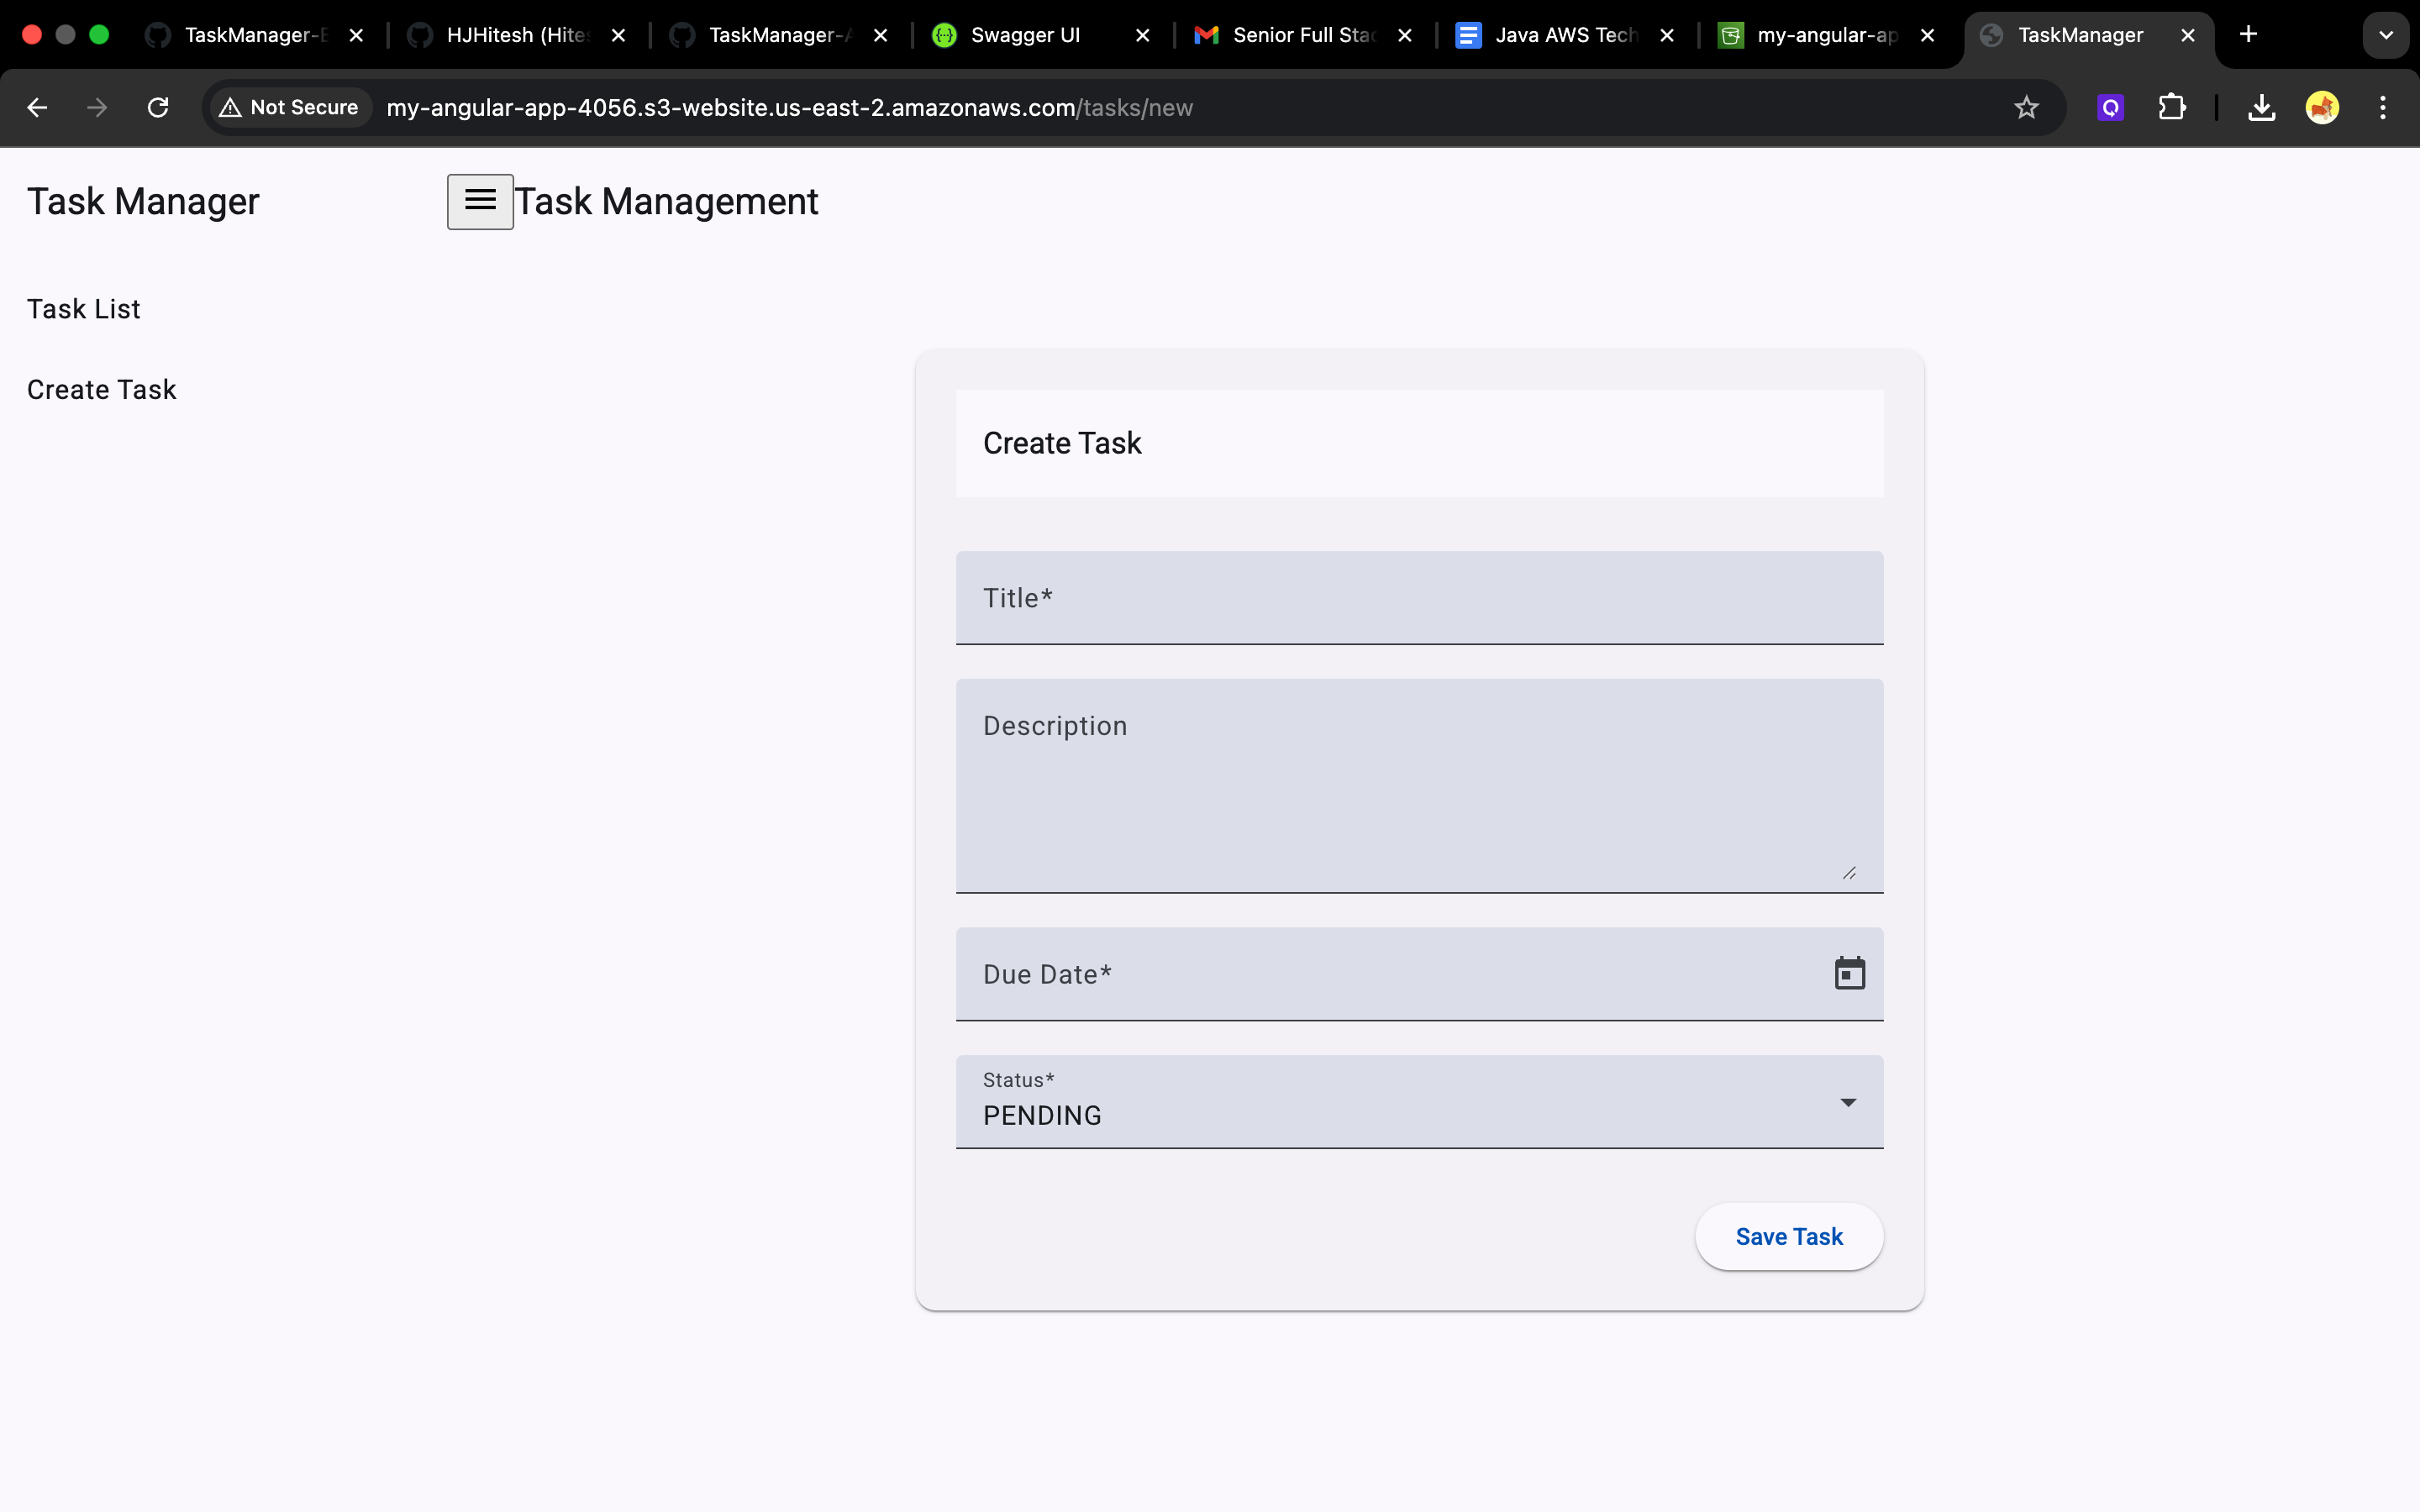 TaskManager-E
HJHitesh (Hites
TaskManager-A
Swagger UI
Senior Full Stac
Java AWS Tech
my-angular-ap
TaskManager
Not Secure
my-angular-app-4056.s3-website.us-east-2.amazonaws.com/tasks/new
Task Manager
Task Management
Task List
Create Task
Create Task
Title*
Description
Due Date*
Status*
PENDING
Save Task